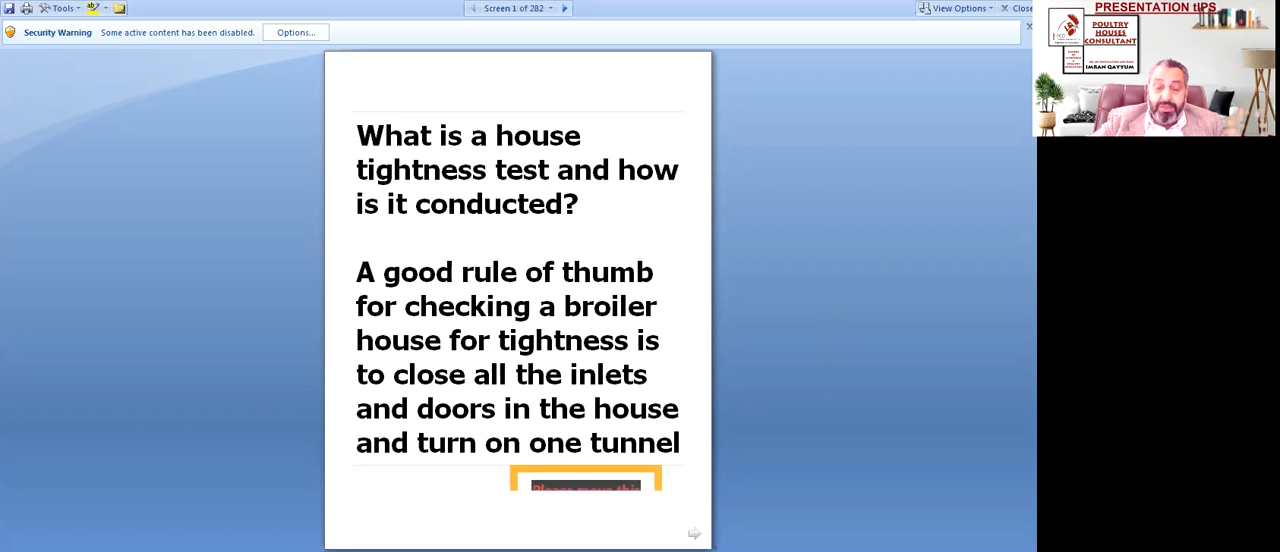 Tools
Screen 1 of 282
View Options
Close
Security Warning Some active content has been disabled. Options...
PRESENTATION tIPS
POULTRY
HOUSES
CONSULTANT
IMRAN QAYYUM
What is a house
tightness test and how
is it conducted?
A good rule of thumb
for checking a broiler
house for tightness is
to close all the inlets
and doors in the house
and turn on one tunnel
Please move this